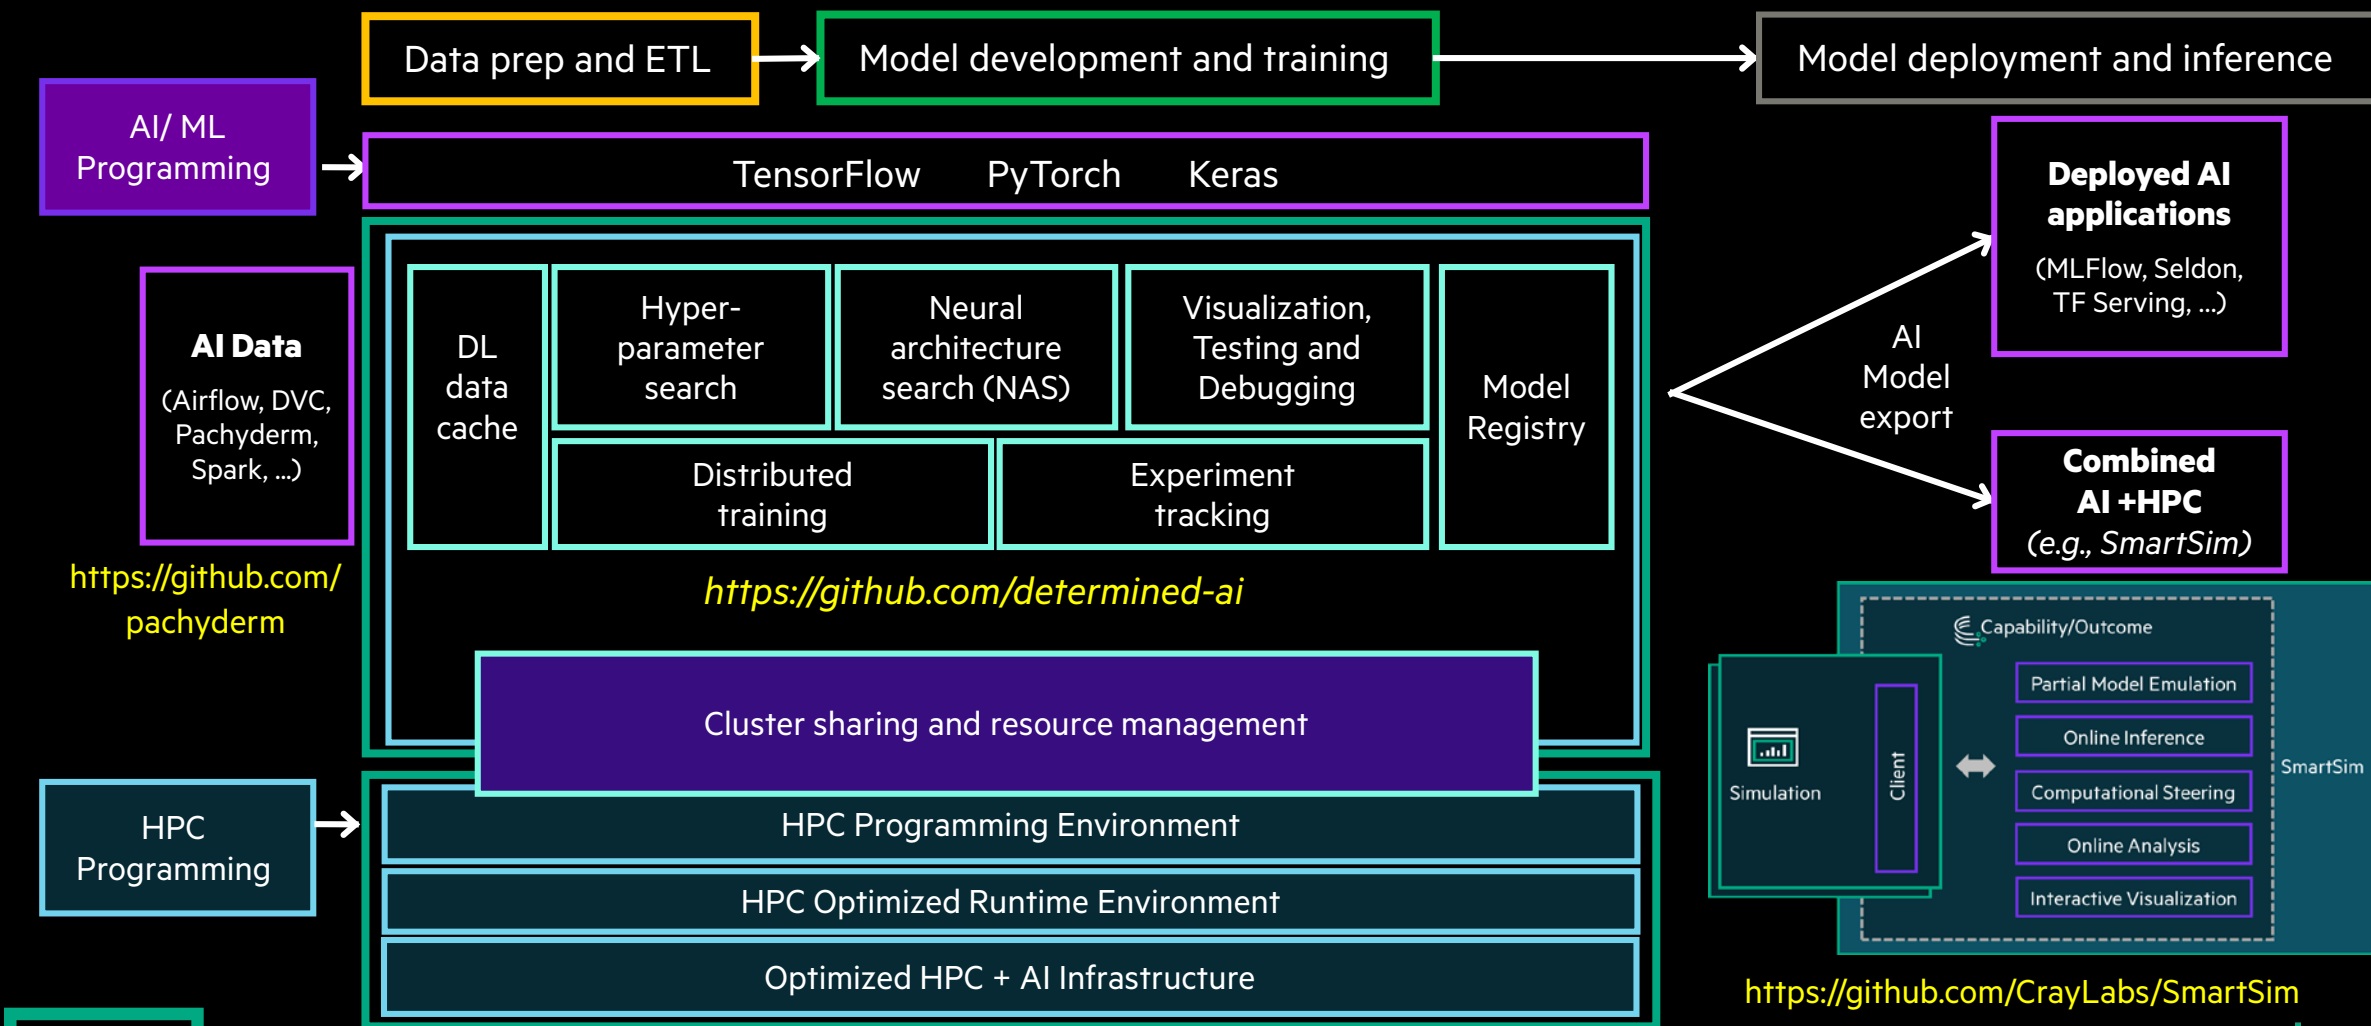 Data prep and ETL
Model development and training
Model deployment and inference
AI/ ML
Programming
TensorFlow PyTorch Keras
AI Data
(Airflow, DVC,
Pachyderm,
Spark, ...)
https://github.com/
pachyderm
DL
data
cache
Hyper-
parameter
search
Neural
architecture
search (NAS)
Visualization,
Testing and
Debugging
Model
Registry
Distributed
training
Experiment
tracking
https://github.com/determined-ai
Cluster sharing and resource management
HPC
Programming
HPC Programming Environment
HPC Optimized Runtime Environment
Optimized HPC + AI Infrastructure
AI
Model
export
Deployed AI
applications
(MLFlow, Seldon,
TF Serving, ...)
Combined
AI +HPC
(e.g., SmartSim)
Capability/Outcome
Simulation
Client
Partial Model Emulation
Online Inference
Computational Steering
Online Analysis
Interactive Visualization
SmartSim
https://github.com/CrayLabs/SmartSim